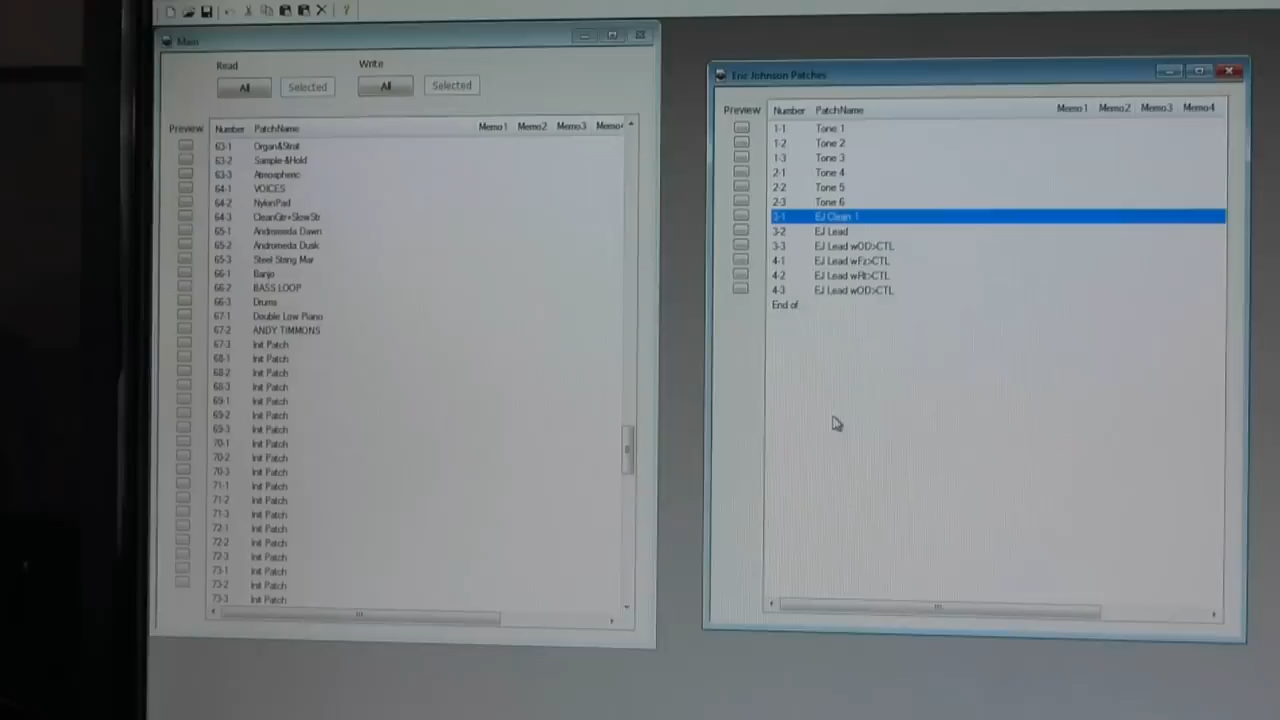 Main
Read
Write
All
Selected
All
Selected
Preview
Number PatchName Memo1 Memo2 Memo3 Memo
63-1 Organ&Strat
63-2 Sample-&Hold
63-3 Atmospheric
64-1 VOICES
64-2 NylonPad
64-3 CleanGtr+SlowStr
65-1 Andromeda Dawn
65-2 Andromeda Dusk
65-3 Steel String Mar
66-1 Banjo
66-2 BASS LOOP
66-3 Drums
67-1 Double Low Piano
67-2 ANDY TIMMONS
67-3 Init Patch
68-1 Init Patch
68-2 Init Patch
68-3 Init Patch
69-1 Init Patch
69-2 Init Patch
69-3 Init Patch
70-1 Init Patch
70-2 Init Patch
70-3 Init Patch
71-1 Init Patch
71-2 Init Patch
71-3 Init Patch
72-1 Init Patch
72-2 Init Patch
72-3 Init Patch
73-1 Init Patch
73-2 Init Patch
73-3 Init Patch
Eric Johnson Patches
Preview
Number PatchName Memo1 Memo2 Memo3 Memo4
1-1 Tone 1
1-2 Tone 2
1-3 Tone 3
2-1 Tone 4
2-2 Tone 5
2-3 Tone 6
3-1 EJ Clean 1
3-2 EJ Lead
3-3 EJ Lead wOD>CTL
4-1 EJ Lead wFz>CTL
4-2 EJ Lead wRt>CTL
4-3 EJ Lead wOD>CTL
End of